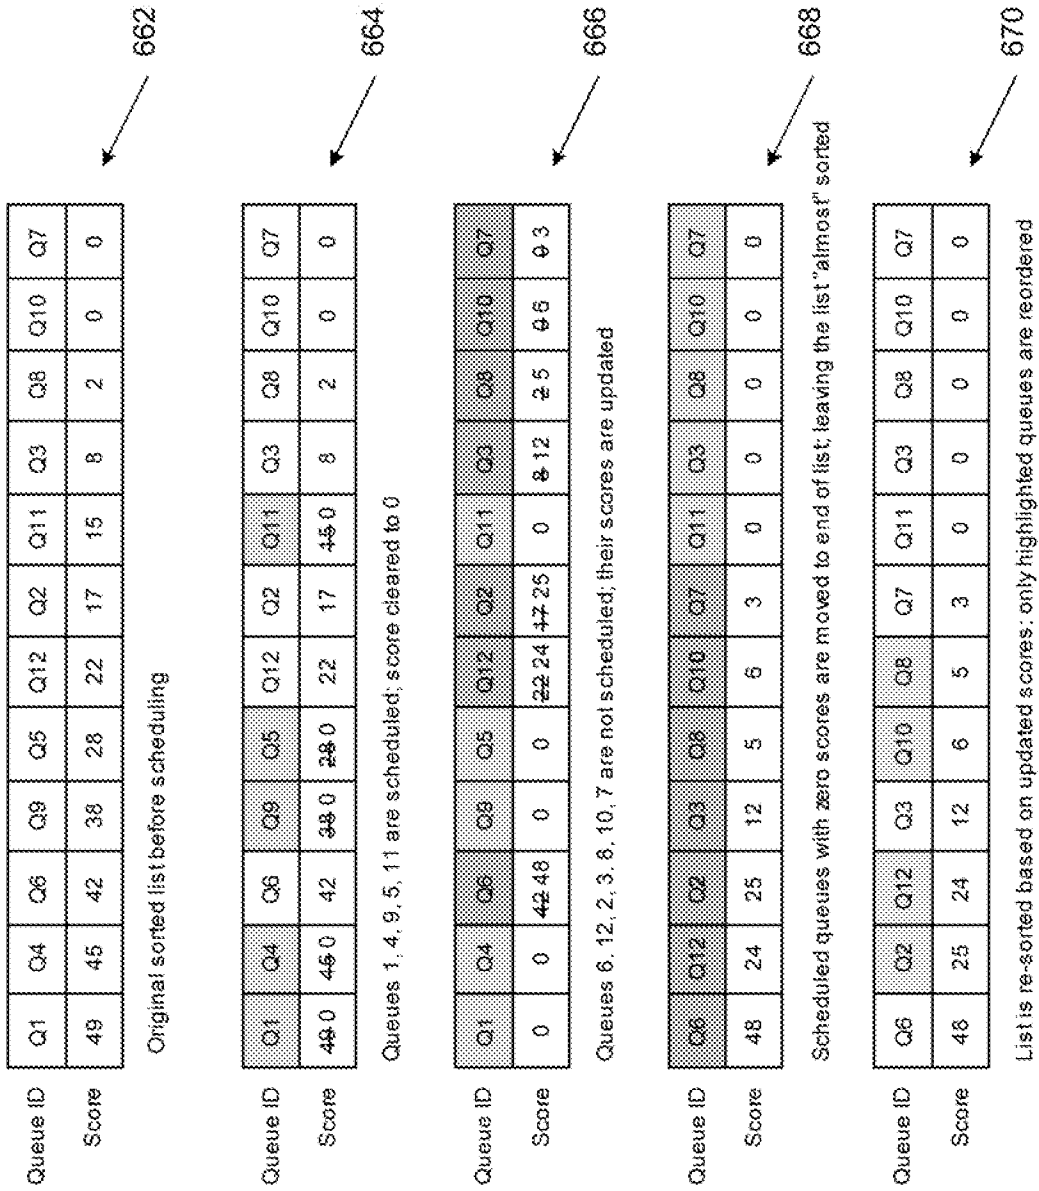 Queue ID Q1 Q4 Q6 Q9 Q5 Q12 Q2 Q11 Q3 Q8 Q10 Q7
Score 49 45 42 38 28 22 17 15 8 2 0 0
662
Original sorted list before scheduling
Queue ID Q1 Q4 Q6 Q9 Q5 Q12 Q2 Q11 Q3 Q8 Q10 Q7
Score 49 0 45 0 42 38 0 28 0 22 17 15 0 8 2 0 0
664
Queues 1, 4, 9, 5, 11 are scheduled; score cleared to 0
Queue ID Q1 Q4 Q6 Q9 Q5 Q12 Q2 Q11 Q3 Q8 Q10 Q7
Score 0 0 42 48 0 0 22 24 17 25 0 8 12 2 5 0 6 0 3
666
Queues 6, 12, 2, 3, 8, 10, 7 are not scheduled; their scores are updated
Queue ID Q6 Q12 Q2 Q3 Q8 Q10 Q7 Q11 Q3 Q8 Q10 Q7
Score 48 24 25 12 5 6 3 0 0 0 0 0
668
Scheduled queues with zero scores are moved to end of list; leaving the list "almost" sorted
Queue ID Q6 Q2 Q12 Q3 Q10 Q8 Q7 Q11 Q3 Q8 Q10 Q7
Score 48 25 24 12 6 5 3 0 0 0 0 0
670
List is re-sorted based on updated scores; only highlighted queues are reordered